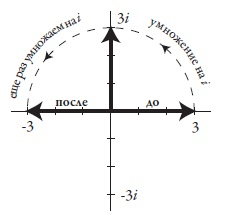 3i
еще раз умножаем на i
умножение на i
после
до
-3
3
-3i